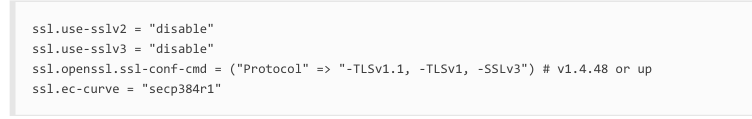 ssl.use-sslv2 = "disable"
ssl.use-sslv3 = "disable"
ssl.openssl.ssl-conf-cmd = ("Protocol" => "-TLSv1.1, -TLSv1, -SSLv3") # v1.4.48 or up
ssl.ec-curve = "secp384r1"